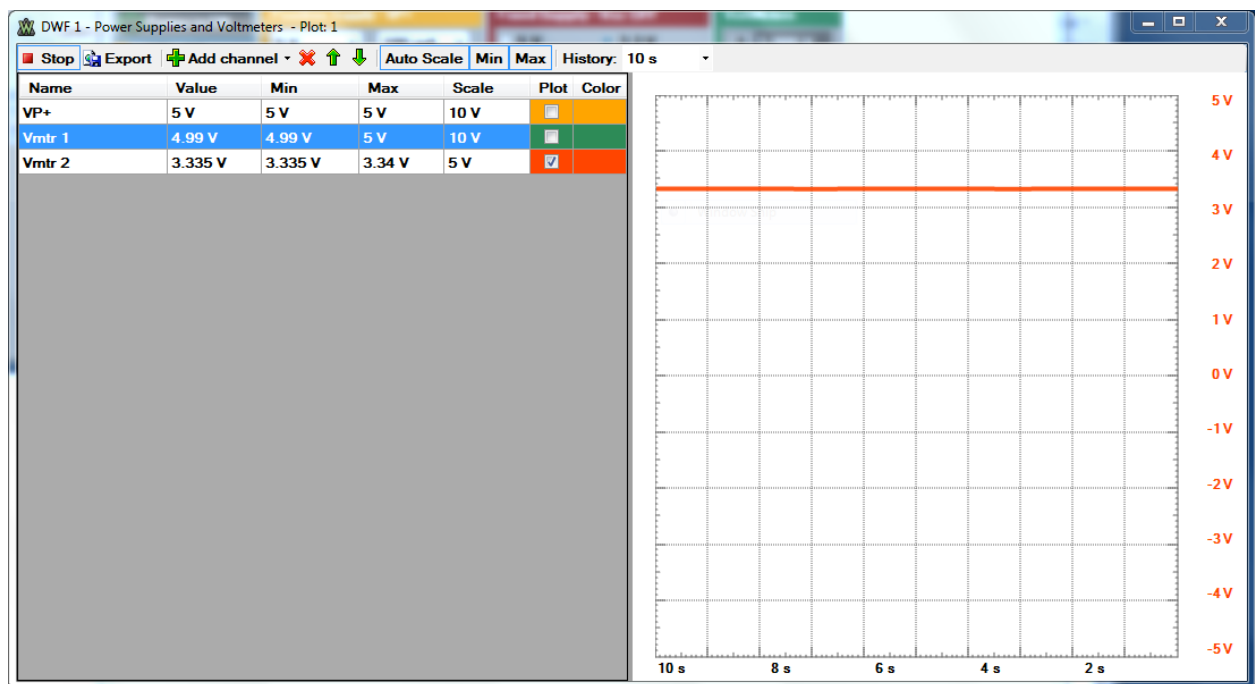 DWF 1 - Power Supplies and Voltmeters - Plot: 1
Stop Export Add channel Auto Scale Min Max History: 10 s
Name Value Min Max Scale Plot Color
VP+ 5 V 5 V 5 V 10 V
Vmtr 1 4.99 V 4.99 V 5 V 10 V
Vmtr 2 3.335 V 3.335 V 3.34 V 5 V
5 V
4 V
3 V
2 V
1 V
0 V
-1 V
-2 V
-3 V
-4 V
-5 V
10 s 8 s 6 s 4 s 2 s